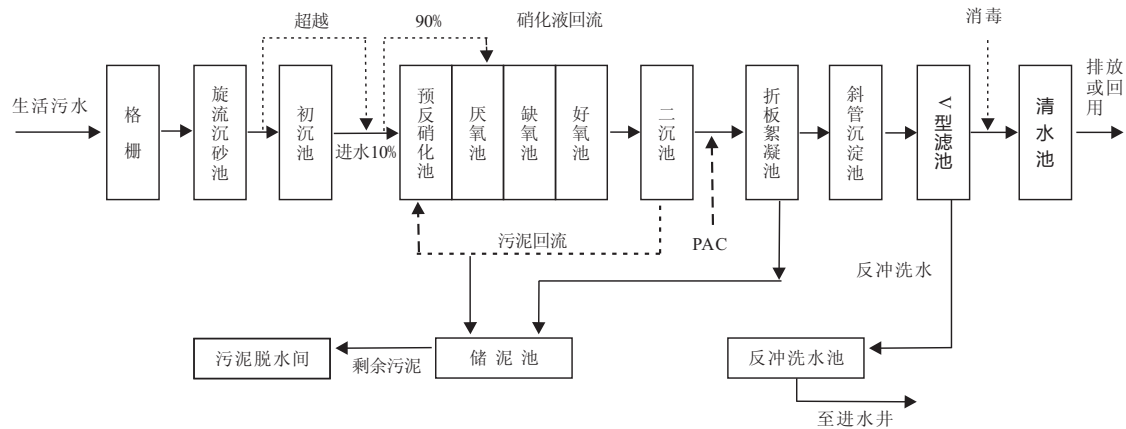 消毒
超越
90%
硝化液回流
生活污水
格栅
旋流沉砂池
初沉池
进水10%
预反硝化池
厌氧池
缺氧池
好氧池
二沉池
折板絮凝池
斜管沉淀池
V型滤池
清水池
排放
或回
用
污泥回流
PAC
反冲洗水
污泥脱水间
剩余污泥
储泥池
反冲洗水池
至进水井